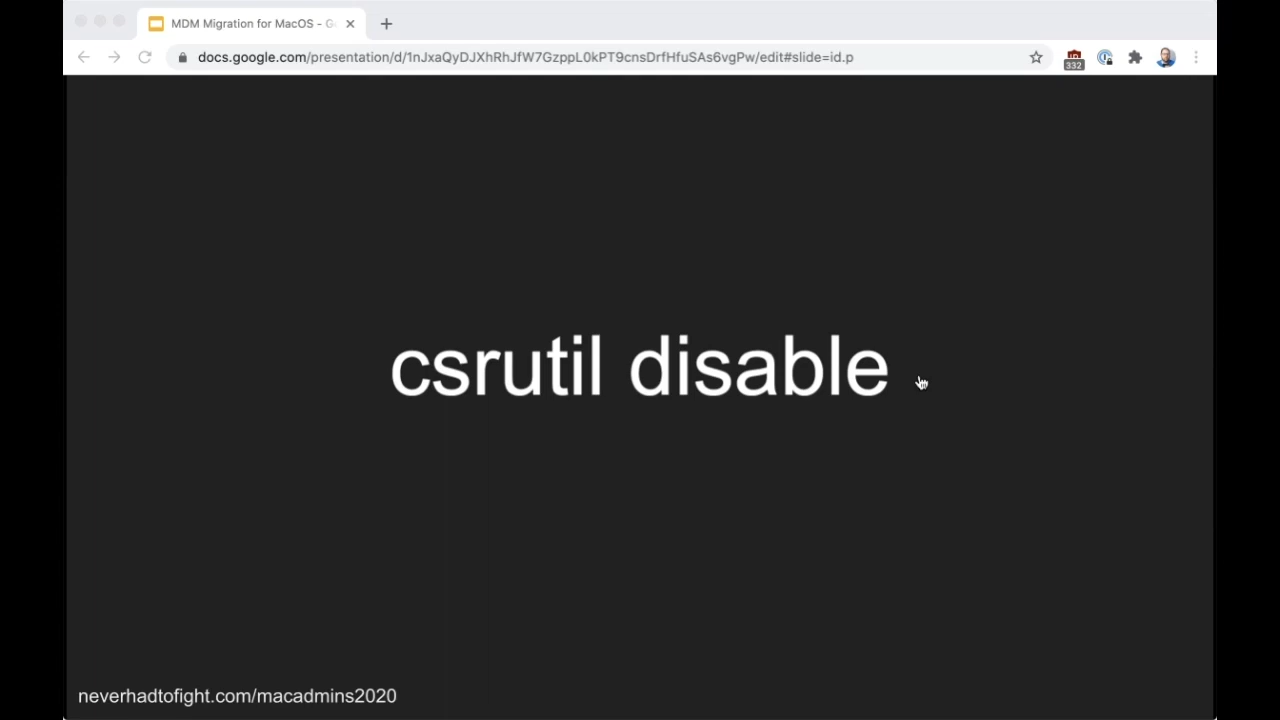 MDM Migration for MacOS - G
docs.google.com/presentation/d/1nJxaQyDJXhRhJfW7GzppL0kPT9cnsDrfHfuSAs6vgPw/edit#slide=id.p
332
csrutil disable
neverhadtofight.com/macadmins2020